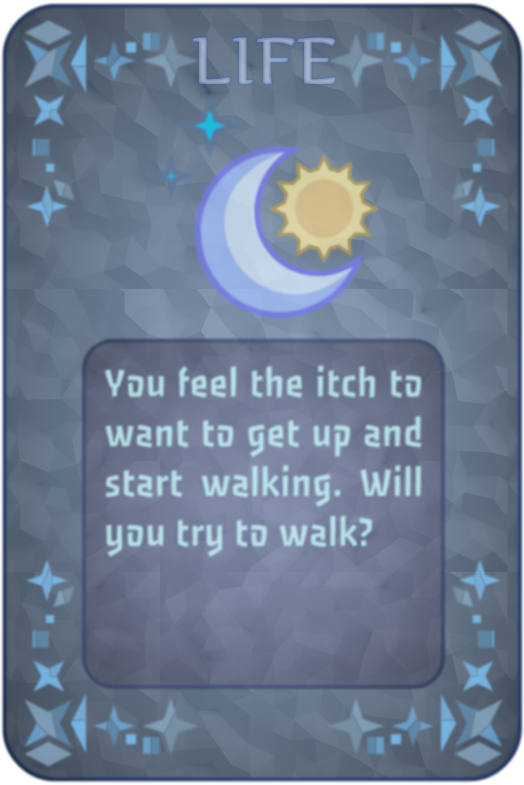 LIFE
You feel the itch to
want to get up and
start walking. Will
you try to walk?